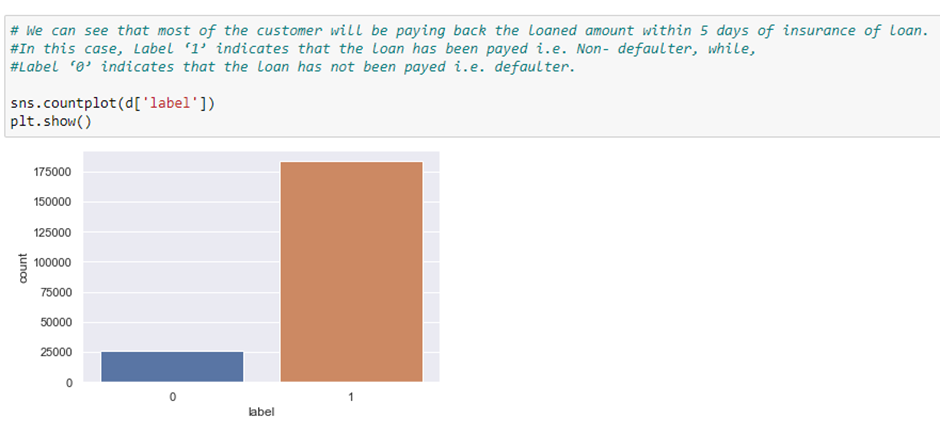 # We can see that most of the customer will be paying back the loaned amount within 5 days of insurance of loan.
#In this case, Label ‘1’ indicates that the loan has been payed i.e. Non- defaulter, while,
#Label ‘0’ indicates that the loan has not been payed i.e. defaulter.
sns.countplot(d['label'])
plt.show()
175000
150000
125000
100000
75000
50000
25000
0
count
0 1
label